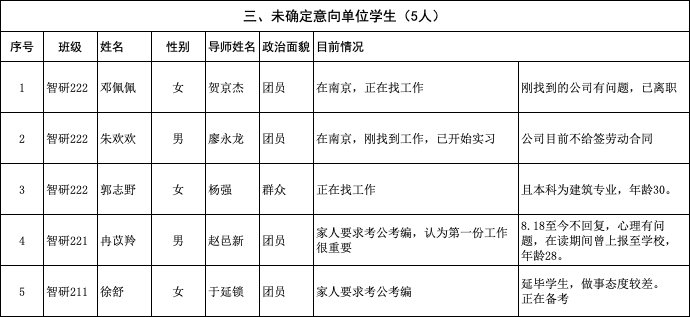 三、未确定意向单位学生（5人）
序号 班级 姓名 性别 导师姓名 政治面貌 目前情况
1 智研222 邓佩佩 女 贺京杰 团员 在南京，正在找工作 刚找到的公司有问题，已离职
2 智研222 朱欢欢 男 廖永龙 团员 在南京，刚找到工作，已开始实习 公司目前不给签劳动合同
3 智研222 郭志野 女 杨强 群众 正在找工作 且本科为建筑专业，年龄30。
4 智研221 冉苡羚 男 赵邑新 团员 家人要求考公考编，认为第一份工作
很重要 8.18至今不回复，心理有问
题，在读期间曾上报至学校，
年龄28。
5 智研211 徐舒 女 于延锁 团员 家人要求考公考编 延毕学生，做事态度较差。
正在备考